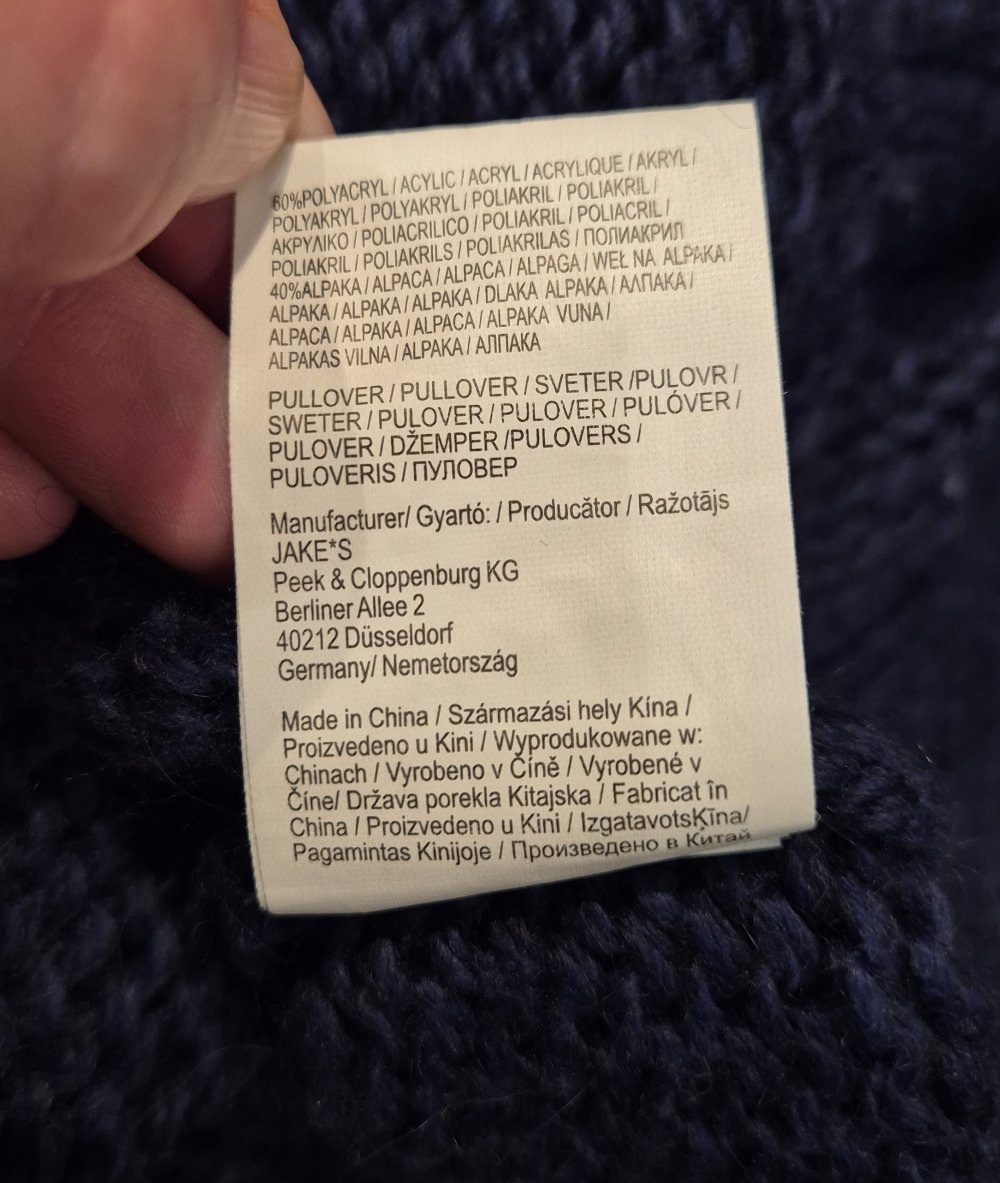 60%POLYACRYL / ACYLIC / ACRYL / ACRYLIQUE / AKRYL /
POLYAKRYL / POLYAKRYL / POLIAKRIL / POLIAKRIL /
ΑΚΡΥΛΙΚΟ / POLIACRILICO / POLIAKRIL / POLIACRIL /
POLIAKRIL / POLIAKRILS / POLIAKRILAS / ПОЛИАКРИЛ
40%ALPAKA / ALPACA / ALPACA / ALPAGA / WEŁ NA ALPAKA /
ALPAKA / ALPAKA / ALPAKA / DLAKA ALPAKA / ΑΛΠΑΚΑ /
ALPACA / ALPAKA / ALPACA / ALPAKA VUNA /
ALPAKAS VILNA / ALPAKA / АЛПАКА
PULLOVER / PULLOVER / SVETER /PULOVR /
SWETER / PULOVER / PULOVER / PULÓVER /
PULOVER / DŽEMPER /PULOVERS /
PULOVERIS / ПУЛОВЕР
Manufacturer/ Gyartó: / Producător / Ražotājs
JAKE*S
Peek & Cloppenburg KG
Berliner Allee 2
40212 Düsseldorf
Germany/ Nemetország
Made in China / Származási hely Kína /
Proizvedeno u Kini / Wyprodukowane w:
Chinach / Vyrobeno v Číně / Vyrobené v
Číne/ Država porekla Kitajska / Fabricat în
China / Proizvedeno u Kini / IzgatavotsĶīna/
Pagamintas Kinijoje / Произведено в Китай